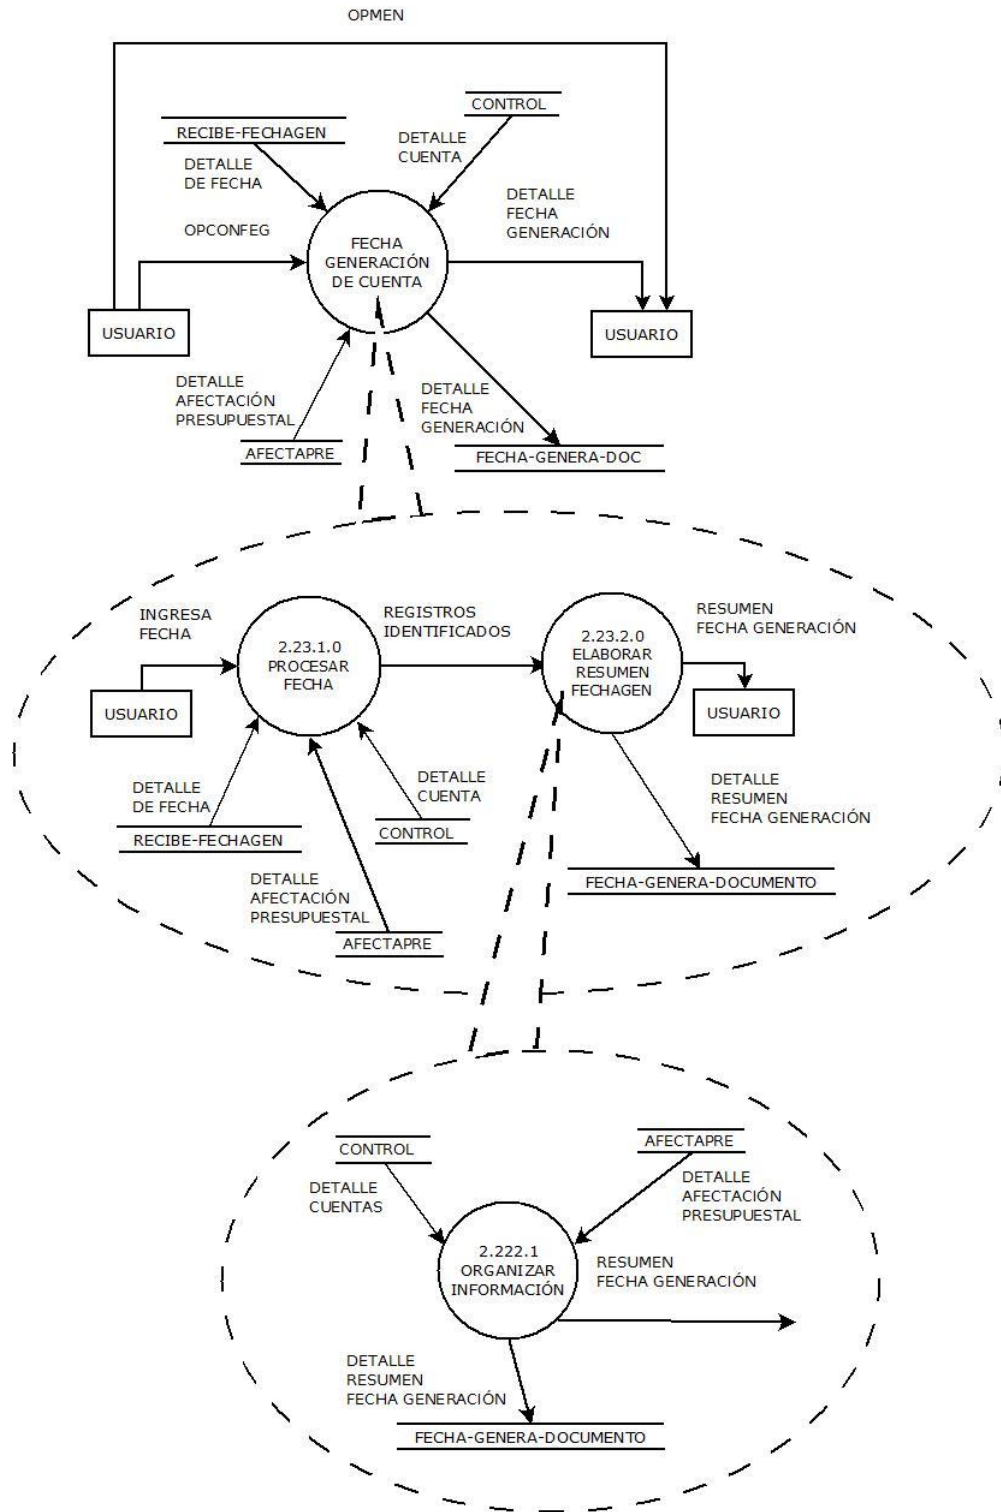 OPMEN
CONTROL
RECIBE-FECHAGEN
DETALLE
CUENTA
DETALLE
DE FECHA
DETALLE
FECHA
GENERACIÓN
OPCONFEG
FECHA
GENERACIÓN
DE CUENTA
USUARIO
USUARIO
DETALLE
AFECTACIÓN
PRESUPUESTAL
DETALLE
FECHA
GENERACIÓN
AFECTAPRE
FECHA-GENERA-DOC
INGRESA
FECHA
2.23.1.0
PROCESAR
FECHA
REGISTROS
IDENTIFICADOS
2.23.2.0
ELABORAR
RESUMEN
FECHAGEN
RESUMEN
FECHA GENERACIÓN
USUARIO
USUARIO
DETALLE
DE FECHA
DETALLE
CUENTA
DETALLE
RESUMEN
FECHA GENERACIÓN
RECIBE-FECHAGEN
CONTROL
DETALLE
AFECTACIÓN
PRESUPUESTAL
FECHA-GENERA-DOCUMENTO
AFECTAPRE
CONTROL
AFECTAPRE
DETALLE
CUENTAS
DETALLE
AFECTACIÓN
PRESUPUESTAL
2.222.1
ORGANIZAR
INFORMACIÓN
RESUMEN
FECHA GENERACIÓN
DETALLE
RESUMEN
FECHA GENERACIÓN
FECHA-GENERA-DOCUMENTO